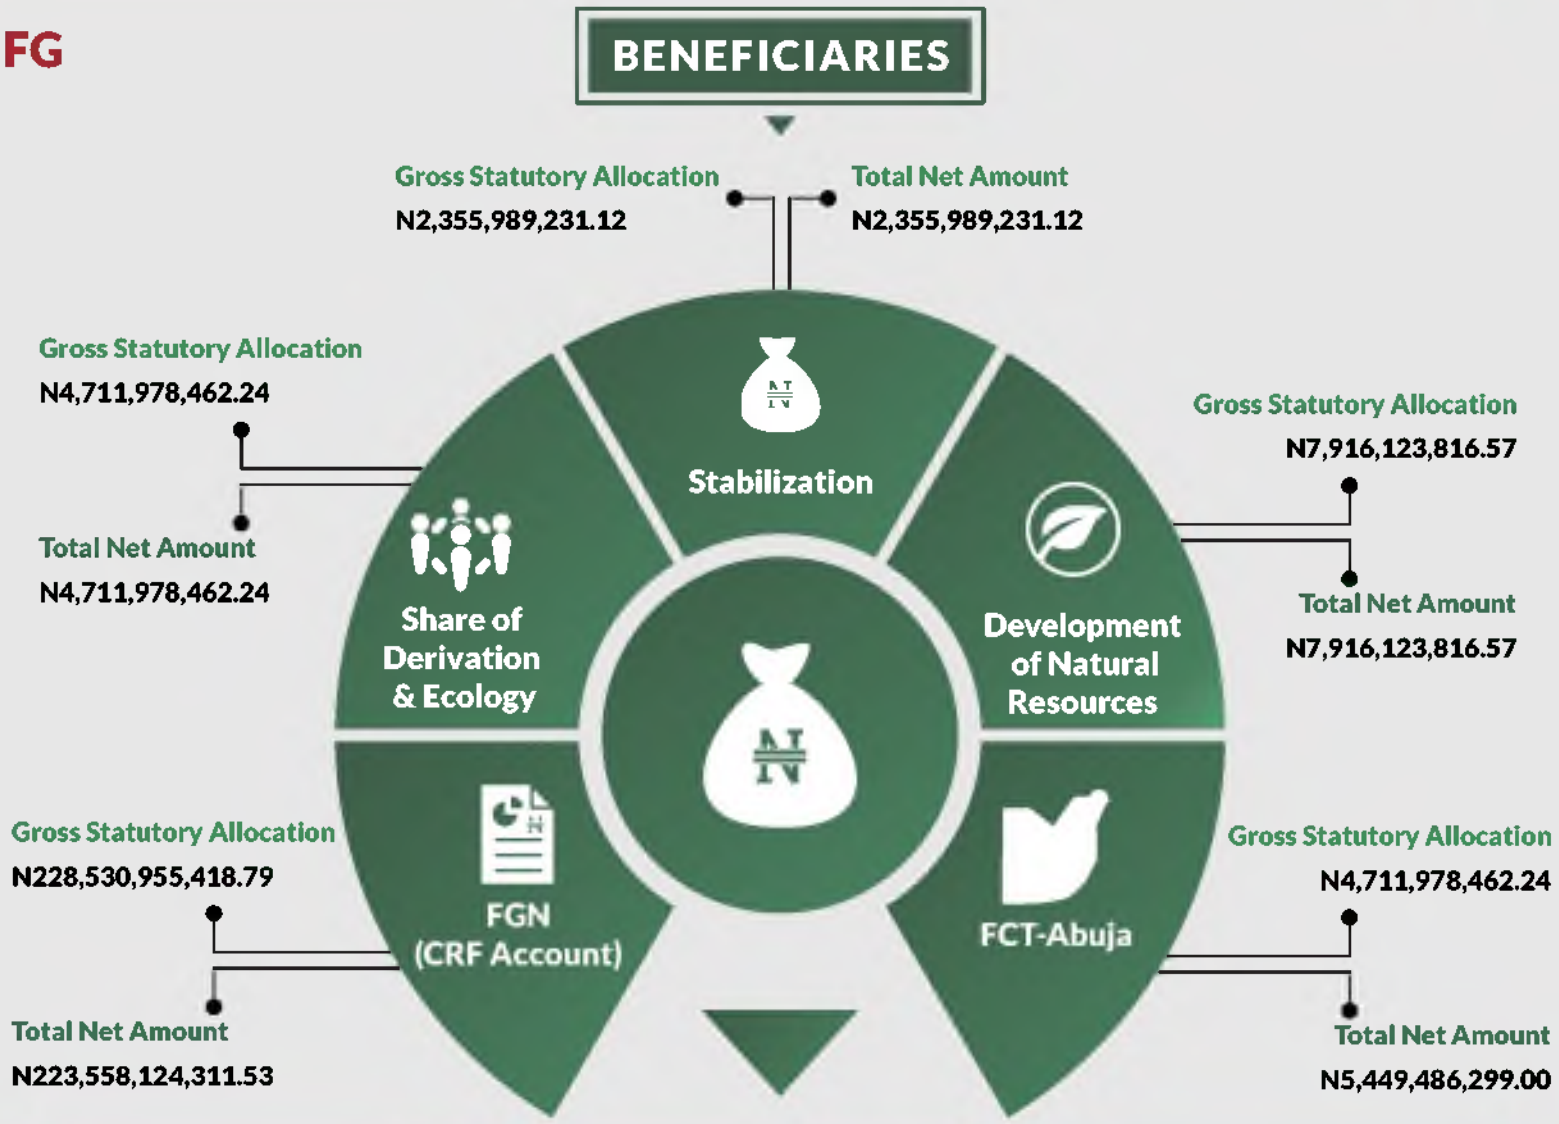 FG
BENEFICIARIES
Gross Statutory Allocation
N2,355,989,231.12
Total Net Amount
N2,355,989,231.12
Stabilization
Gross Statutory Allocation
N4,711,978,462.24
Total Net Amount
N4,711,978,462.24
Share of
Derivation
& Ecology
Gross Statutory Allocation
N7,916,123,816.57
Total Net Amount
N7,916,123,816.57
Development
of Natural
Resources
Gross Statutory Allocation
N228,530,955,418.79
Total Net Amount
N223,558,124,311.53
FGN
(CRF Account)
Gross Statutory Allocation
N4,711,978,462.24
Total Net Amount
N5,449,486,299.00
FCT-Abuja